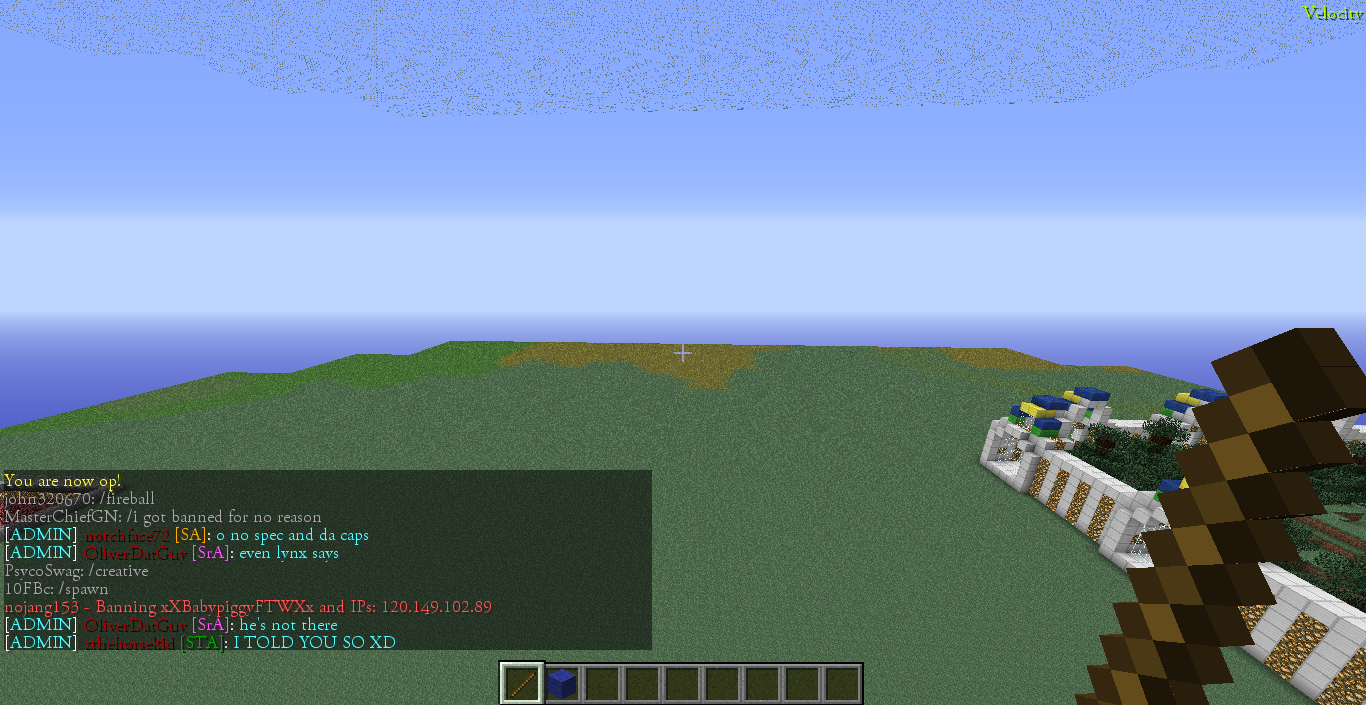 Velocity
You are now op!
john320670: /fireball
MasterChiefGN: /i got banned for no reason
[ADMIN] notchface72 [SA]: o no spec and da caps
[ADMIN] OliverDatGuy [SrA]: even lynx says
PsycoSwag: /creative
10FBc: /spawn
nojang153 - Banning xXBabypiggyFTWXx and IPs: 120.149.102.89
[ADMIN] OliverDatGuy [SrA]: he's not there
[ADMIN] [STA]: I TOLD YOU SO XD